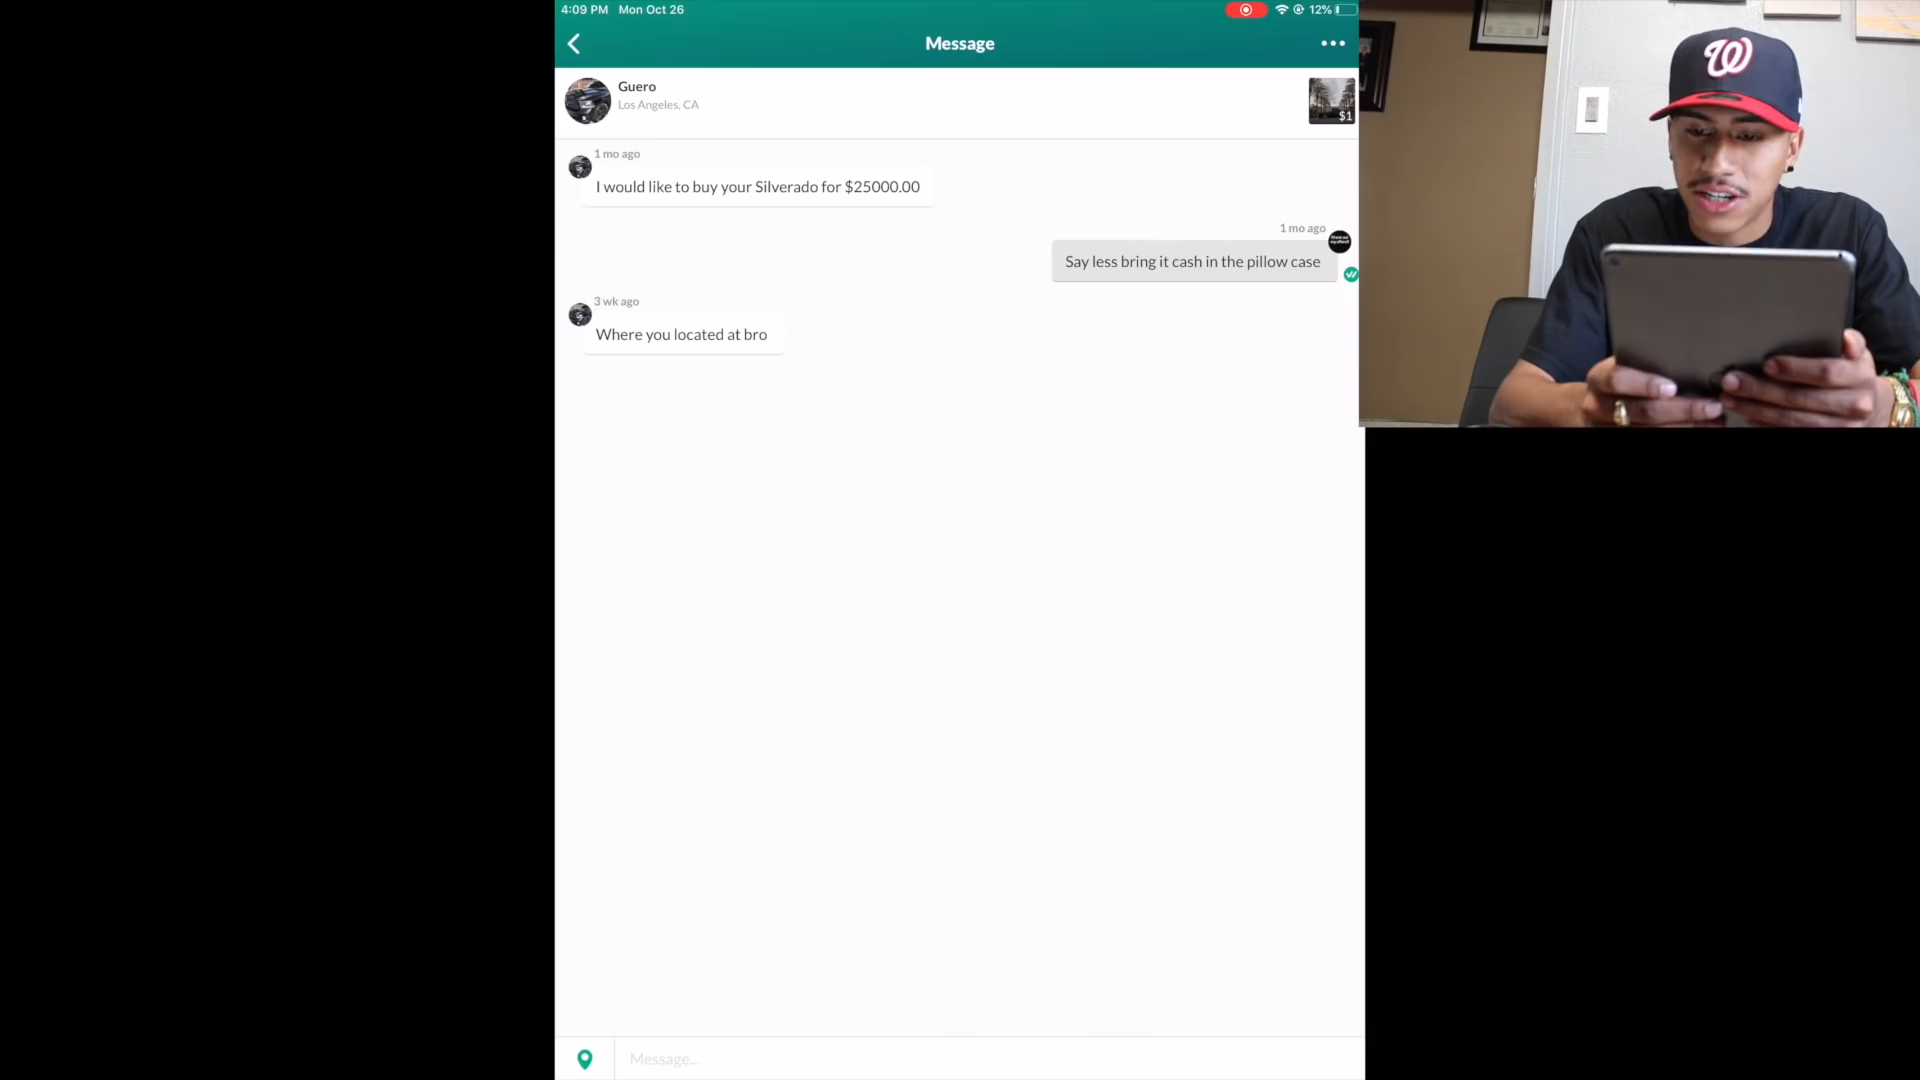 4:09 PM Mon Oct 26
12%
Message
Guero
Los Angeles, CA
$1
1 mo ago
I would like to buy your Silverado for $25000.00
1 mo ago
Say less bring it cash in the pillow case
3 wk ago
Where you located at bro
Message...
W